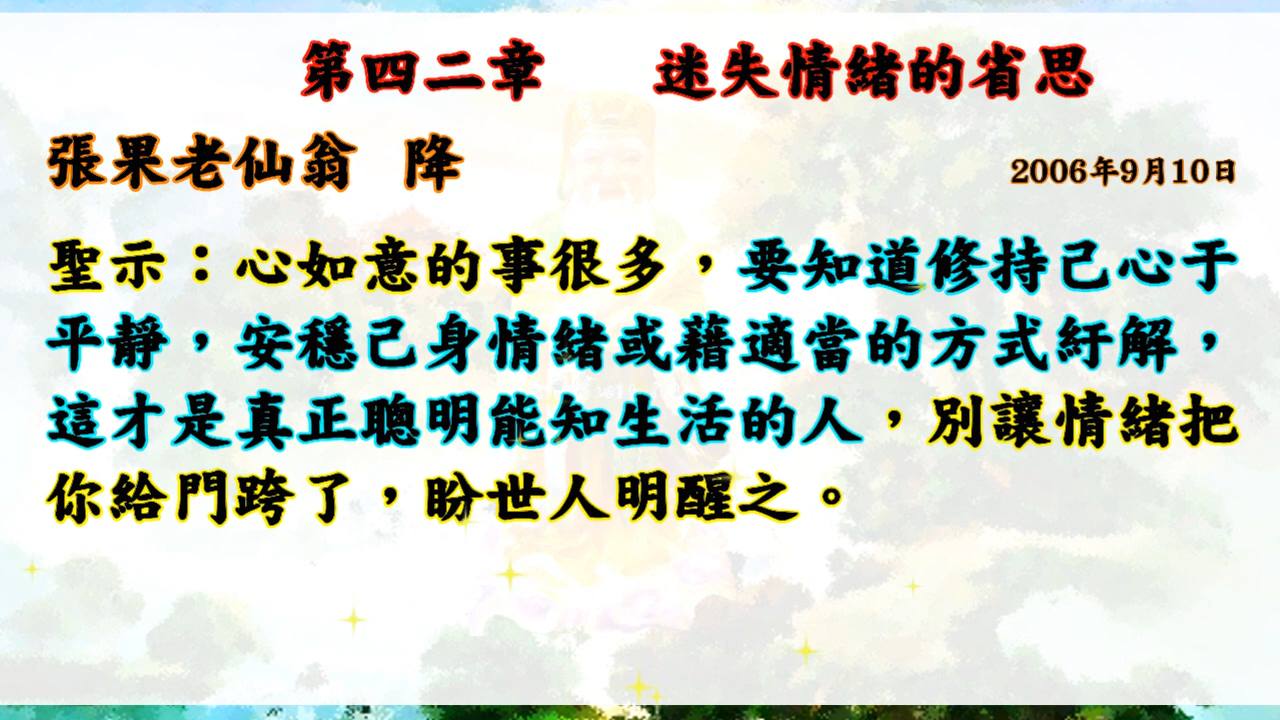 第四二章　　迷失情緒的省思
張果老仙翁　降　　2006年9月10日
聖示：心如意的事很多，要知道修持己心于
平靜，安穩己身情緒或藉適當的方式紓解，
這才是真正聰明能知生活的人，別讓情緒把
你給門跨了，盼世人明醒之。